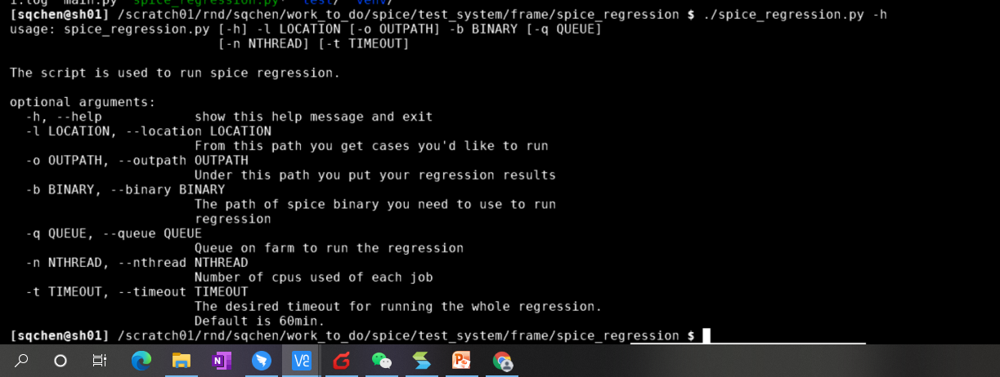 1.log main.py spice_regression.py* test/ venv/
[sqchen@sh01] /scratch01/rnd/sqchen/work_to_do/spice/test_system/frame/spice_regression $ ./spice_regression.py -h
usage: spice_regression.py [-h] -l LOCATION [-o OUTPATH] -b BINARY [-q QUEUE]
[-n NTHREAD] [-t TIMEOUT]
The script is used to run spice regression.
optional arguments:
-h, --help show this help message and exit
-l LOCATION, --location LOCATION
From this path you get cases you'd like to run
-o OUTPATH, --outpath OUTPATH
Under this path you put your regression results
-b BINARY, --binary BINARY
The path of spice binary you need to use to run
regression
-q QUEUE, --queue QUEUE
Queue on farm to run the regression
-n NTHREAD, --nthread NTHREAD
Number of cpus used of each job
-t TIMEOUT, --timeout TIMEOUT
The desired timeout for running the whole regression.
Default is 60min.
[sqchen@sh01] /scratch01/rnd/sqchen/work_to_do/spice/test_system/frame/spice_regression $